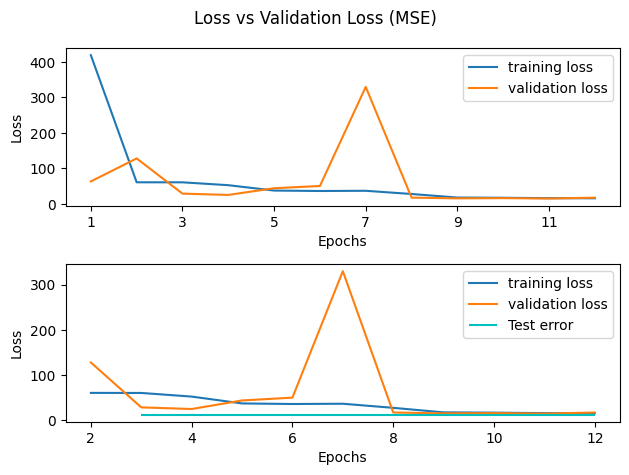 Loss vs Validation Loss (MSE)
400
300
200
100
0
Loss
training loss
validation loss
1 3 5 7 9 11
Epochs
300
200
100
0
Loss
training loss
validation loss
Test error
2 4 6 8 10 12
Epochs